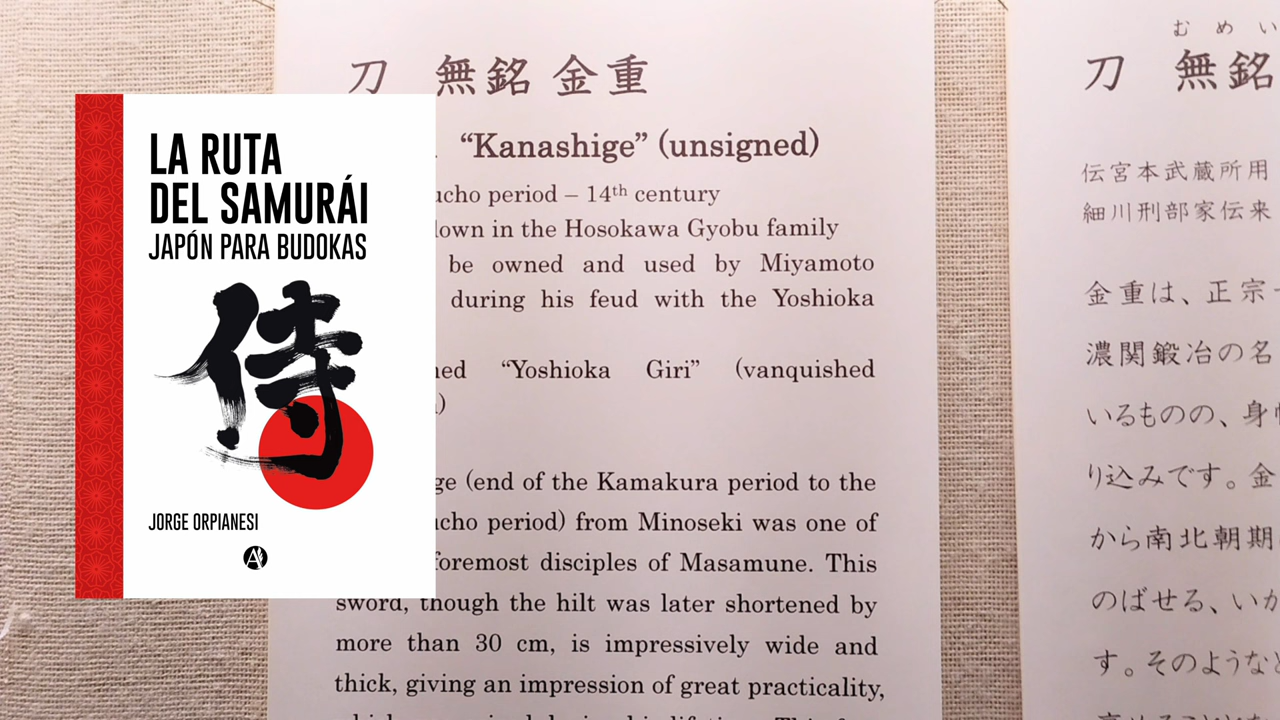 LA RUTA
DEL SAMURÁI
JAPÓN PARA BUDOKAS
侍
JORGE ORPIANESI
刀 無銘 金重
“Kanashige” (unsigned)
period – 14th century
in the Hosokawa Gyobu family
be owned and used by Miyamoto
during his feud with the Yoshioka
“Yoshioka Giri” (vanquished
(end of the Kamakura period to the
period) from Minoseki was one of
foremost disciples of Masamune. This
sword, though the hilt was later shortened by
more than 30 cm, is impressively wide and
thick, giving an impression of great practicality,
むめい
刀 無銘
伝宮本武蔵所用
細川刑部家伝来
金重は、正宗
濃関鍛冶の名
いるものの、身
り込みです。金
から南北朝期
のばせる、いか
す。そのような